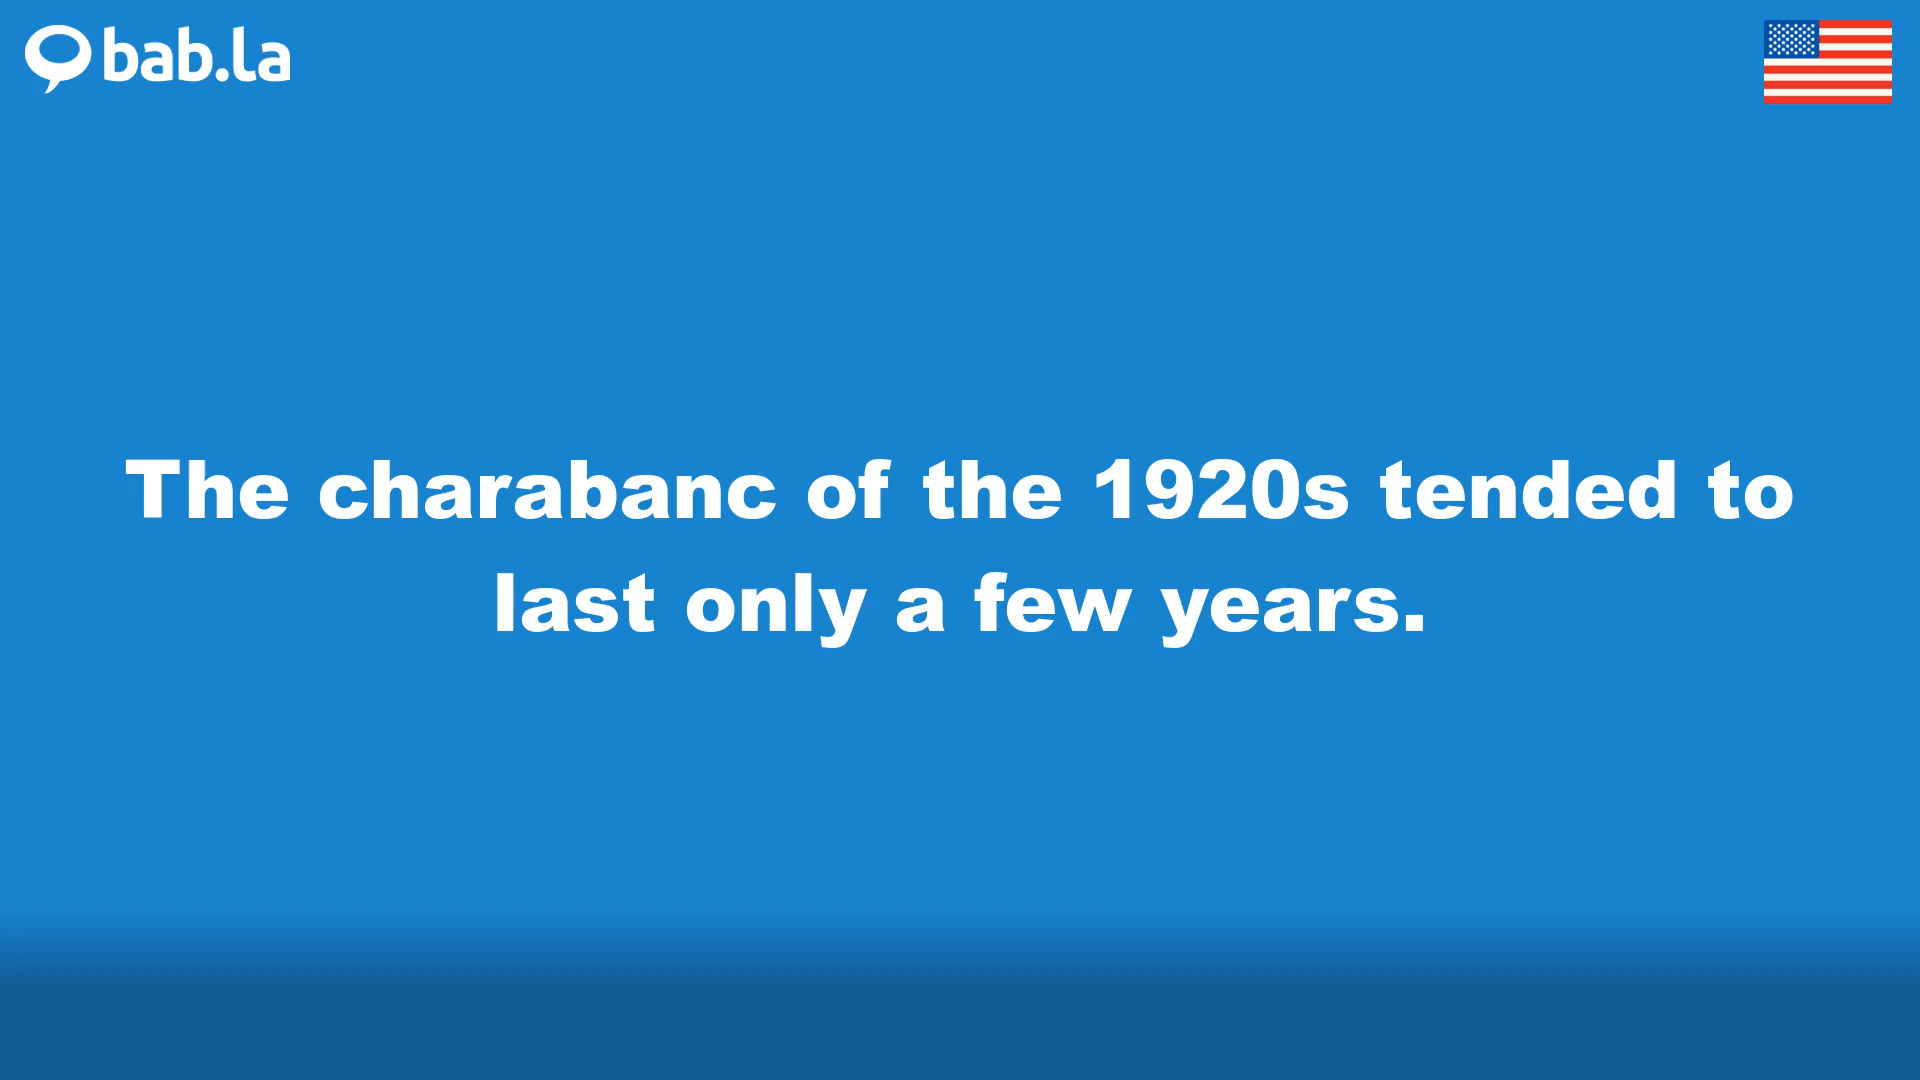 bab.la
The charabanc of the 1920s tended to
last only a few years.